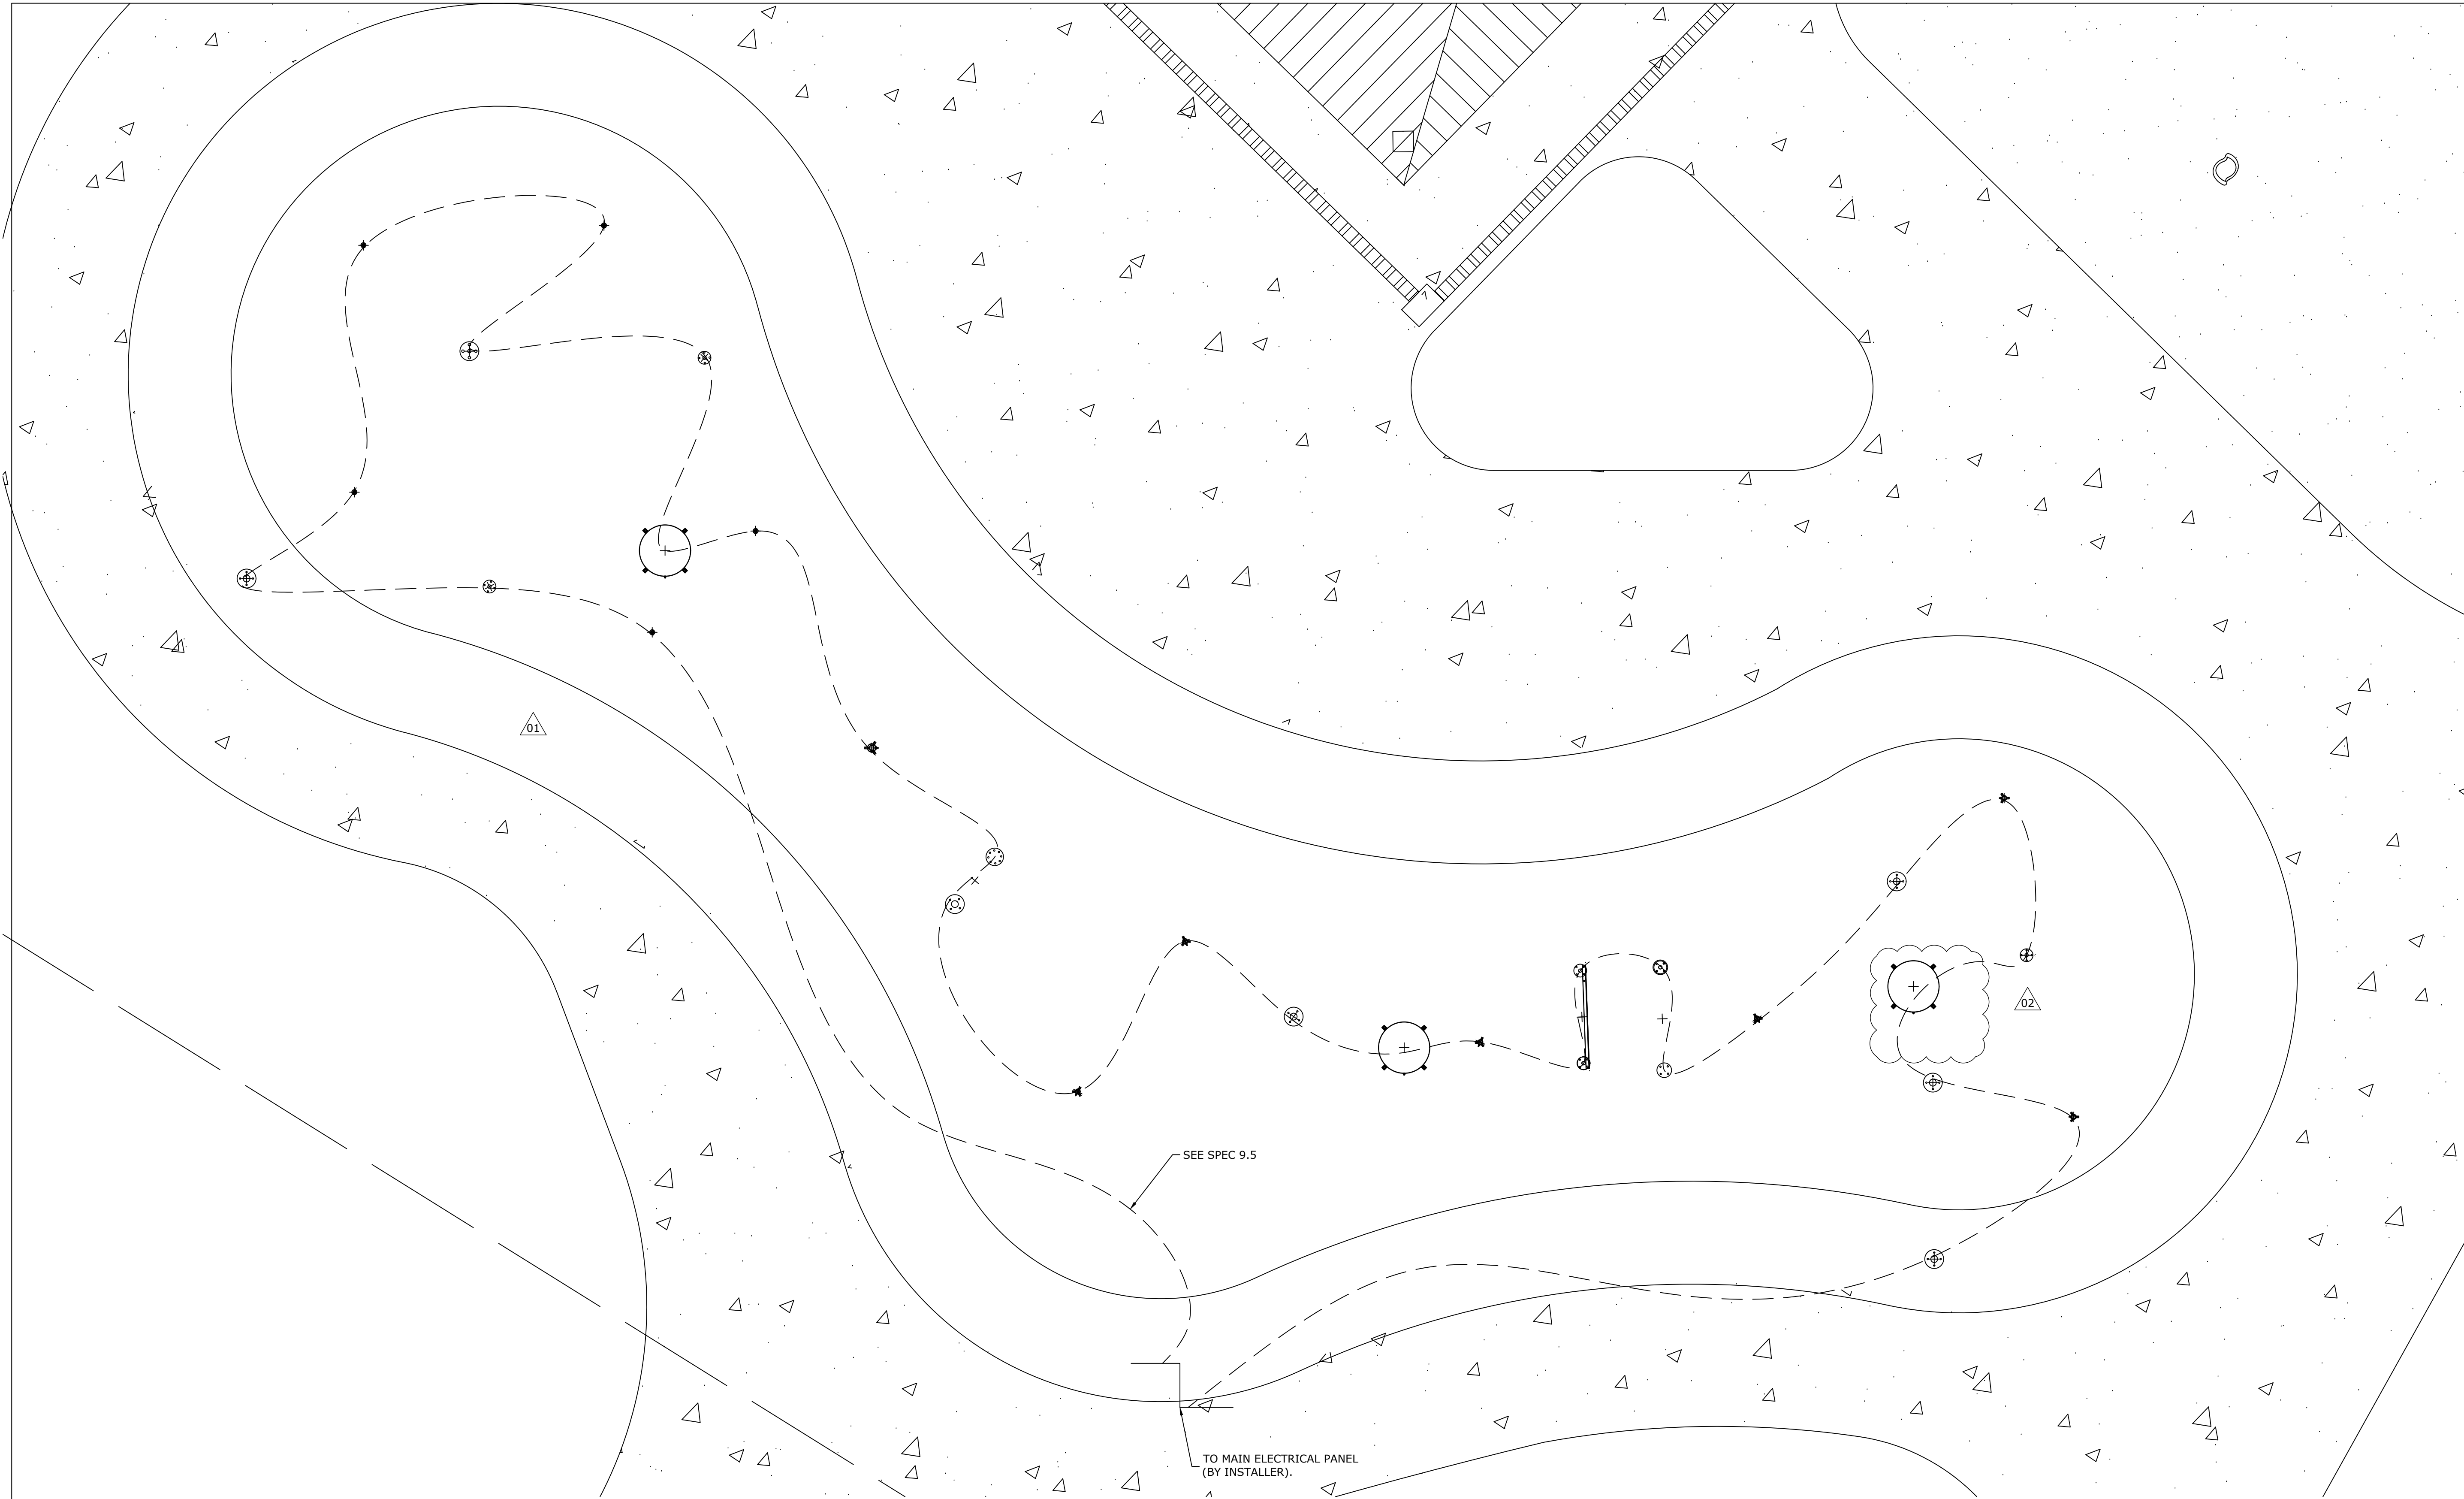 01
02
SEE SPEC 9.5
TO MAIN ELECTRICAL PANEL
(BY INSTALLER).